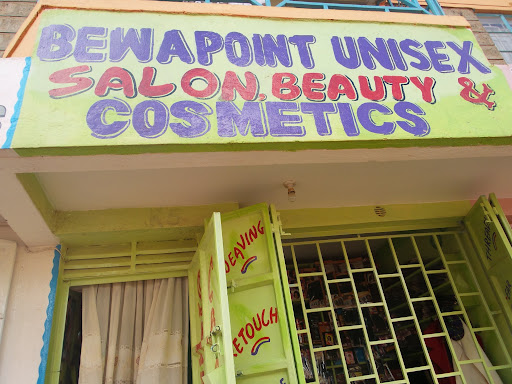 BEWAPOINT UNISEX
SALON, BEAUTY &
COSMETICS
WEAVING
RETOUCH